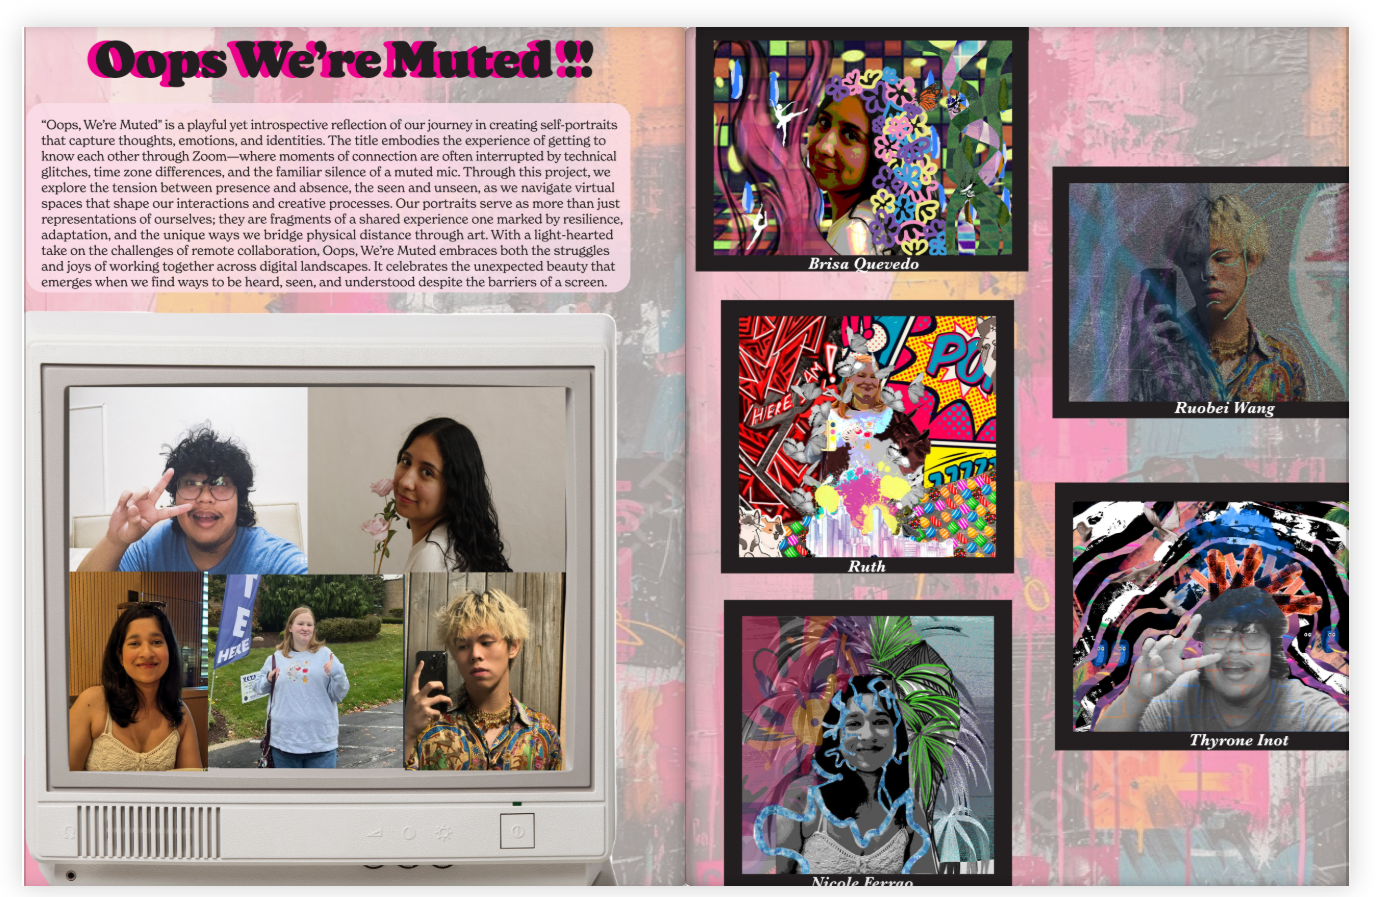 Oops We're Muted !!
“Oops, We’re Muted" is a playful yet introspective reflection of our journey in creating self-portraits
that capture thoughts, emotions, and identities. The title embodies the experience of getting to
know each other through Zoom—where moments of connection are often interrupted by technical
glitches, time zone differences, and the familiar silence of a muted mic. Through this project, we
explore the tension between presence and absence, the seen and unseen, as we navigate virtual
spaces that shape our interactions and creative processes. Our portraits serve as more than just
representations of ourselves; they are fragments of a shared experience one marked by resilience,
adaptation, and the unique ways we bridge physical distance through art. With a light-hearted
take on the challenges of remote collaboration, Oops, We’re Muted embraces both the struggles
and joys of working together across digital landscapes. It celebrates the unexpected beauty that
emerges when we find ways to be heard, seen, and understood despite the barriers of a screen.
HERE
Brisa Quevedo
Ruobei Wang
I AM
HERE
!
Ruth
Thyrone Inot
Nicole Ferrao